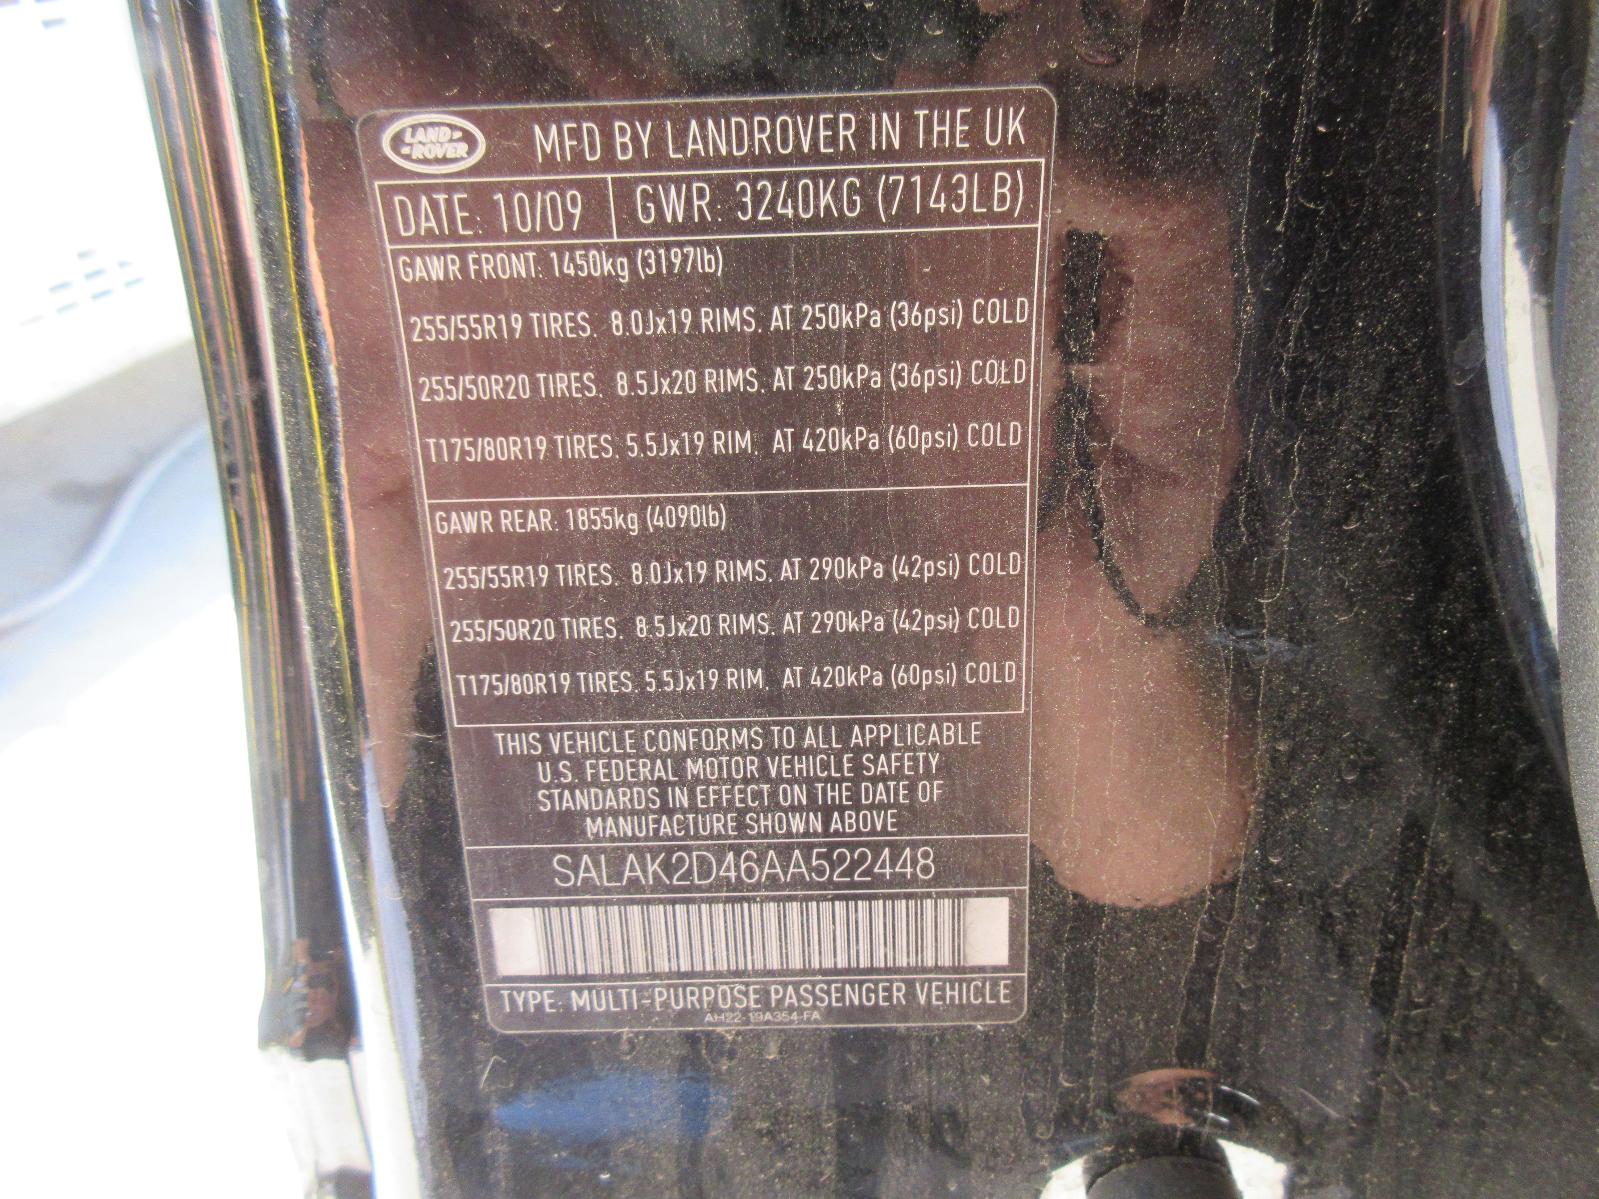 LAND-
-ROVER
MFD BY LANDROVER IN THE UK
DATE: 10/09 GWR: 3240KG (7143LB)
GAWR FRONT: 1450kg (3197lb)
255/55R19 TIRES. 8.0Jx19 RIMS. AT 250kPa (36psi) COLD
255/50R20 TIRES. 8.5Jx20 RIMS. AT 250kPa (36psi) COLD
T175/80R19 TIRES. 5.5Jx19 RIM. AT 420kPa (60psi) COLD
GAWR REAR: 1855kg (4090lb)
255/55R19 TIRES. 8.0Jx19 RIMS. AT 290kPa (42psi) COLD
255/50R20 TIRES. 8.5Jx20 RIMS. AT 290kPa (42psi) COLD
T175/80R19 TIRES. 5.5Jx19 RIM. AT 420kPa (60psi) COLD
THIS VEHICLE CONFORMS TO ALL APPLICABLE
U.S. FEDERAL MOTOR VEHICLE SAFETY
STANDARDS IN EFFECT ON THE DATE OF
MANUFACTURE SHOWN ABOVE
SALAK2D46AA522448
TYPE: MULTI-PURPOSE PASSENGER VEHICLE
AH22-19A354-FA